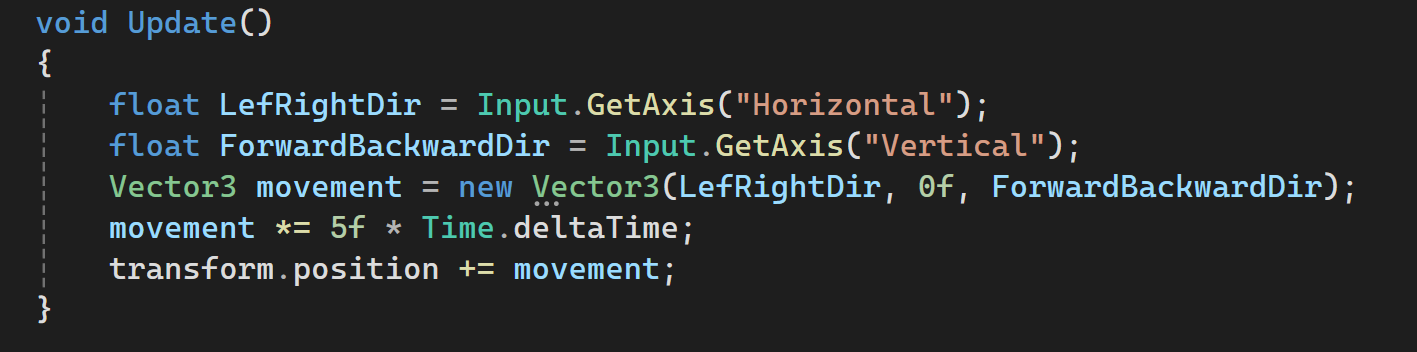 void Update()
{
float LefRightDir = Input.GetAxis("Horizontal");
float ForwardBackwardDir = Input.GetAxis("Vertical");
Vector3 movement = new Vector3(LefRightDir, 0f, ForwardBackwardDir);
movement *= 5f * Time.deltaTime;
transform.position += movement;
}